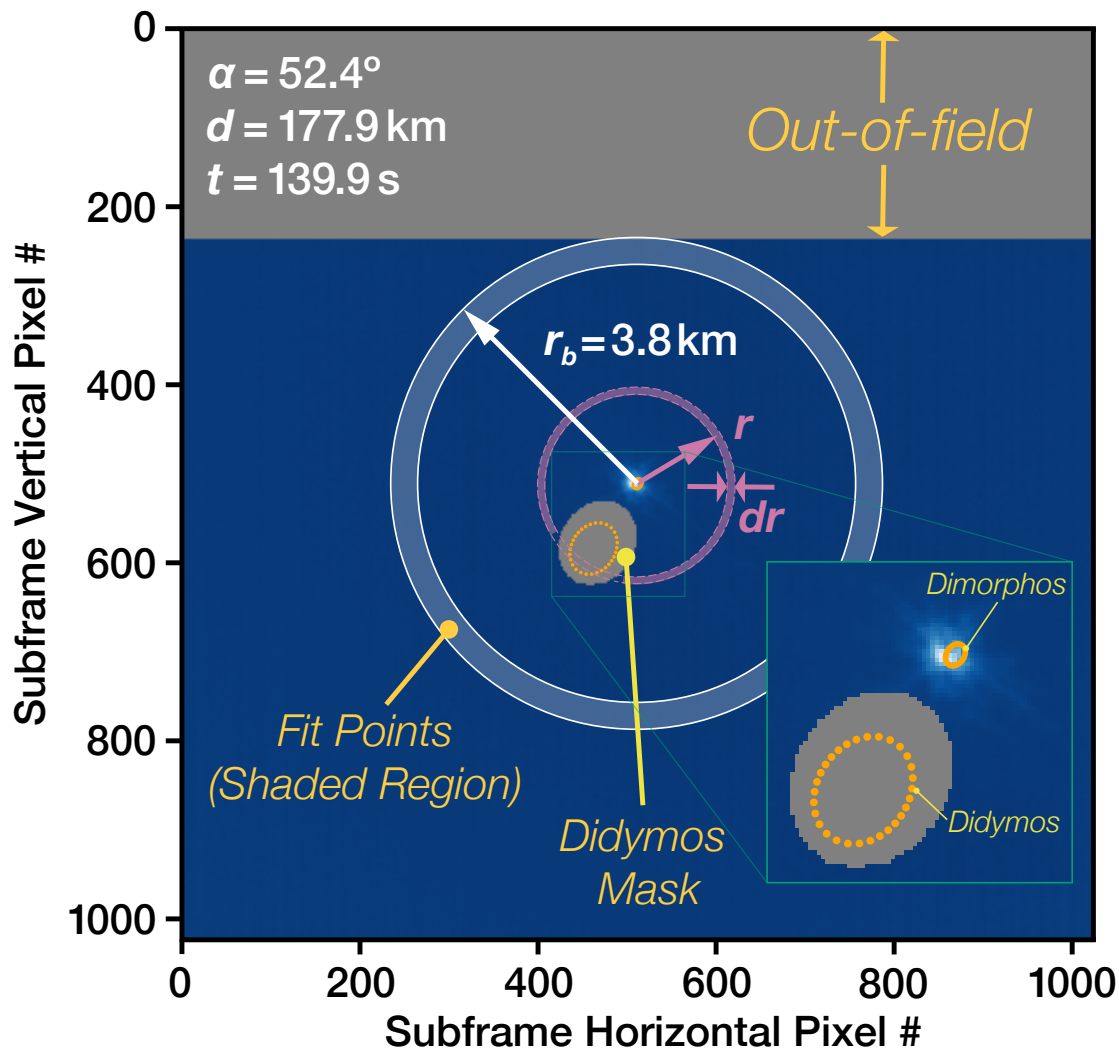 α = 52.4º
d = 177.9 km
t = 139.9 s
Out-of-field
r_b = 3.8 km
r
dr
Dimorphos
Didymos
Fit Points
(Shaded Region)
Didymos
Mask
0
200
400
600
800
1000
Subframe Vertical Pixel #
0
200
400
600
800
1000
Subframe Horizontal Pixel #